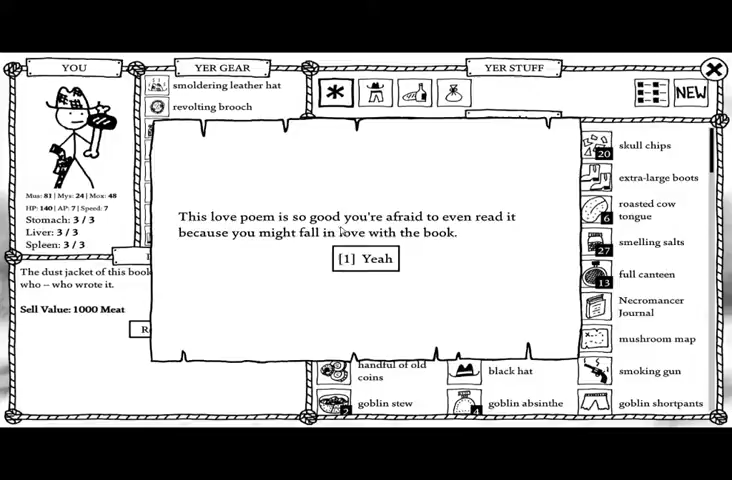 YOU
YER GEAR
YER STUFF
smoldering leather hat
revolting brooch
NEW
Mus: 81 | Mys: 24 | Mox: 48
HP: 140 | AP: 7 | Speed: 7
Stomach: 3 / 3
Liver: 3 / 3
Spleen: 3 / 3
The dust jacket of this book
who -- who wrote it.
Sell Value: 1000 Meat
This love poem is so good you're afraid to even read it
because you might fall in love with the book.
[1] Yeah
20
skull chips
extra-large boots
6
roasted cow
tongue
27
smelling salts
13
full canteen
Necromancer
Journal
mushroom map
handful of old
coins
black hat
smoking gun
2
goblin stew
4
goblin absinthe
goblin shortpants